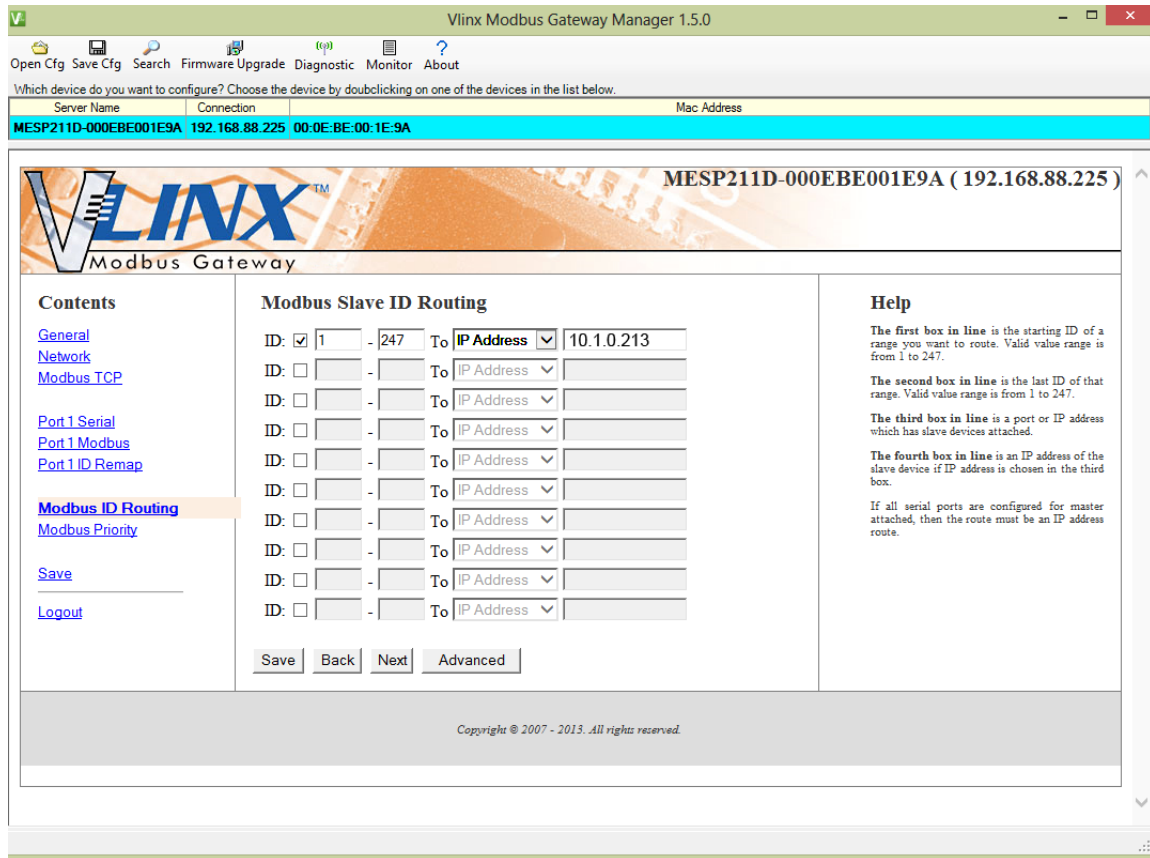 Vlinx Modbus Gateway Manager 1.5.0
Open Cfg Save Cfg Search Firmware Upgrade Diagnostic Monitor About
Which device do you want to configure? Choose the device by doubclicking on one of the devices in the list below.
Server Name Connection Mac Address
MESP211D-000EBE001E9A 192.168.88.225 00:0E:BE:00:1E:9A
VLINX™
Modbus Gateway
MESP211D-000EBE001E9A ( 192.168.88.225 )
Contents
General
Network
Modbus TCP
Port 1 Serial
Port 1 Modbus
Port 1 ID Remap
Modbus ID Routing
Modbus Priority
Save
Logout
Modbus Slave ID Routing
ID: 1 - 247 To IP Address 10.1.0.213
ID: - To IP Address
ID: - To IP Address
ID: - To IP Address
ID: - To IP Address
ID: - To IP Address
ID: - To IP Address
ID: - To IP Address
ID: - To IP Address
ID: - To IP Address
Save Back Next Advanced
Help
The first box in line is the starting ID of a
range you want to route. Valid value range is
from 1 to 247.
The second box in line is the last ID of that
range. Valid value range is from 1 to 247.
The third box in line is a port or IP address
which has slave devices attached.
The fourth box in line is an IP address of the
slave device if IP address is chosen in the third
box.
If all serial ports are configured for master
attached, then the route must be an IP address
route.
Copyright © 2007 - 2013. All rights reserved.